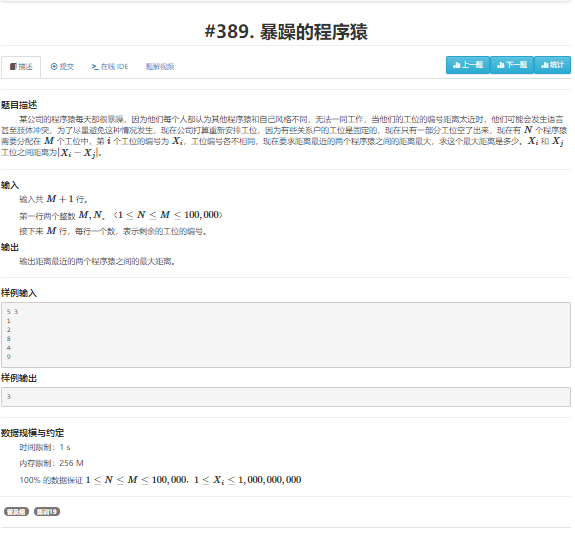 #389. 暴躁的程序猿
描述
提交
在线 IDE
题解视频
上一题
下一题
统计
题目描述
某公司的程序猿每天都很暴躁，因为他们每个人都认为其他程序猿和自己风格不同，无法一同工作，当他们的工位的编号距离太近时，他们可能会发生语言
甚至肢体冲突，为了尽量避免这种情况发生，现在公司打算重新安排工位，因为有些关系户的工位是固定的，现在只有一部分工位空了出来，现在有 N 个程序猿
需要分配在 M 个工位中，第 i 个工位的编号为 Xi，工位编号各不相同，现在要求距离最近的两个程序猿之间的距离最大，求这个最大距离是多少。Xi 和 Xj
工位之间距离为|Xi − Xj|。
输入
输入共 M + 1 行。
第一行两个整数 M, N。（1 ≤ N ≤ M ≤ 100,000）
接下来 M 行，每行一个数，表示剩余的工位的编号。
输出
输出距离最近的两个程序猿之间的最大距离。
样例输入
5 3
1
2
8
4
9
样例输出
3
数据规模与约定
时间限制：1 s
内存限制：256 M
100% 的数据保证 1 ≤ N ≤ M ≤ 100,000，1 ≤ Xi ≤ 1,000,000,000